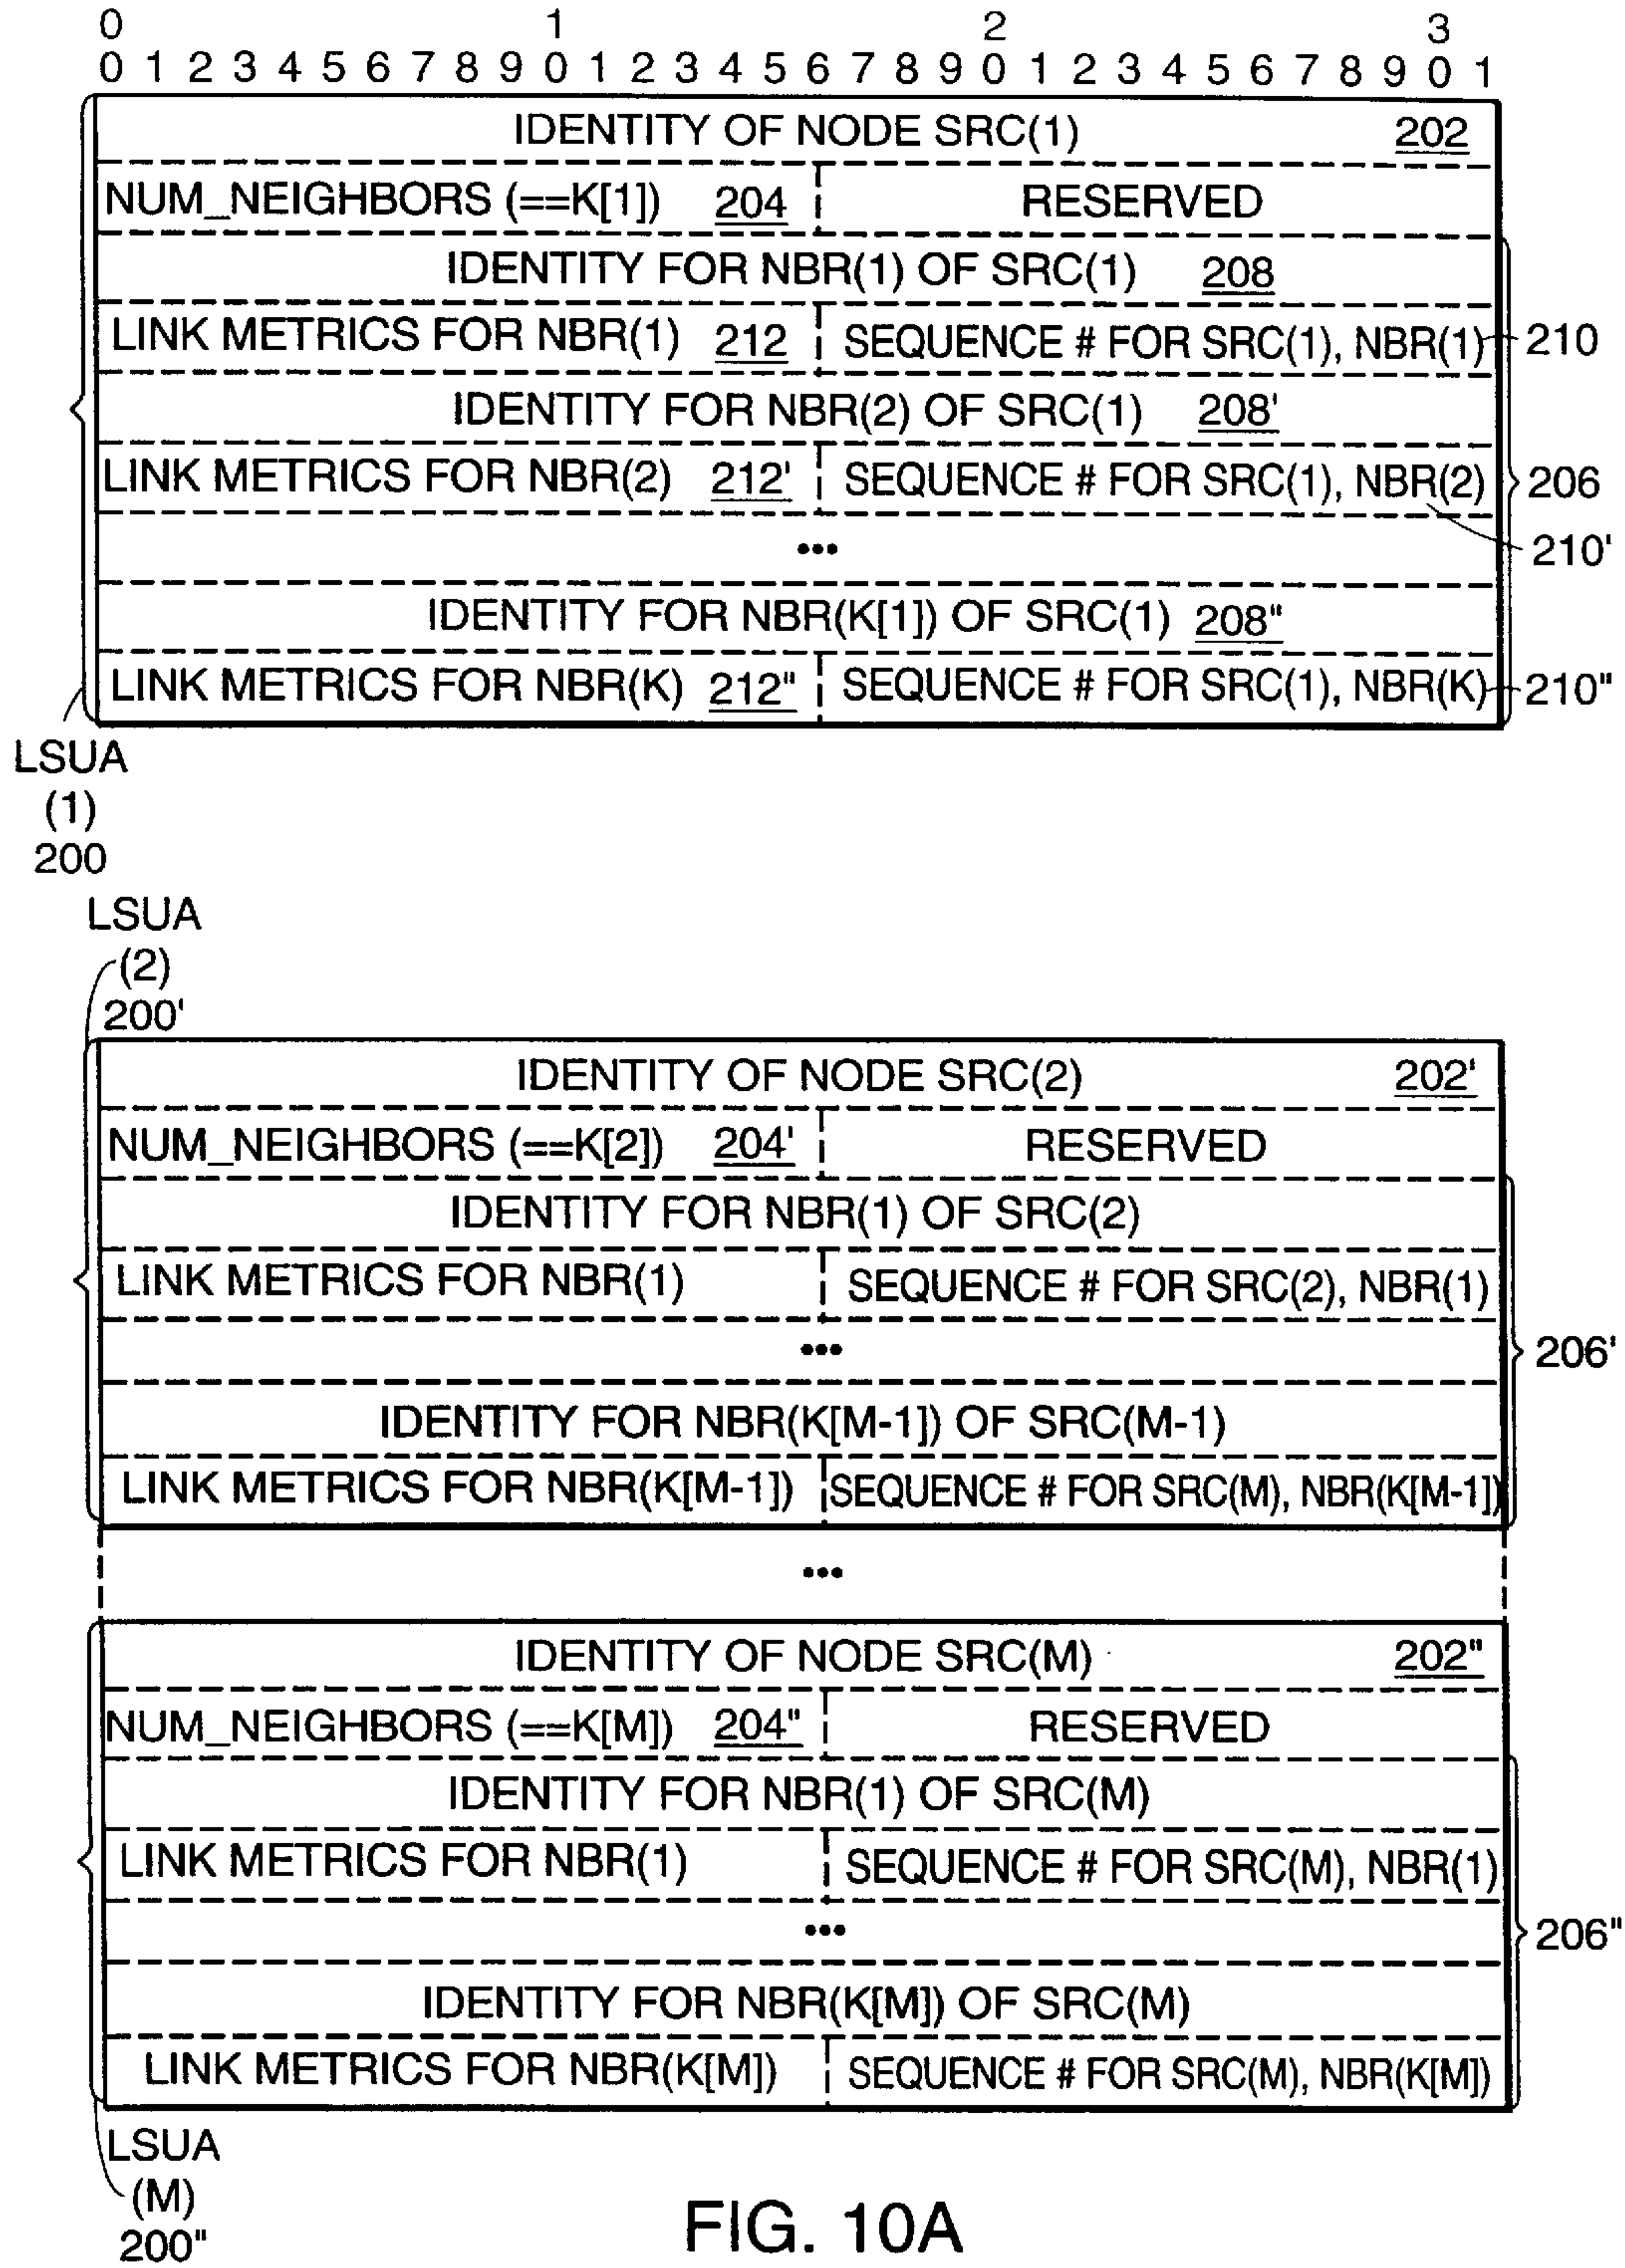 0 1 2 3
0 1 2 3 4 5 6 7 8 9 0 1 2 3 4 5 6 7 8 9 0 1 2 3 4 5 6 7 8 9 0 1
IDENTITY OF NODE SRC(1) 202
NUM_NEIGHBORS (==K[1]) 204 RESERVED
IDENTITY FOR NBR(1) OF SRC(1) 208
LINK METRICS FOR NBR(1) 212 SEQUENCE # FOR SRC(1), NBR(1) 210
IDENTITY FOR NBR(2) OF SRC(1) 208'
LINK METRICS FOR NBR(2) 212' SEQUENCE # FOR SRC(1), NBR(2) 206
••• 210'
IDENTITY FOR NBR(K[1]) OF SRC(1) 208"
LINK METRICS FOR NBR(K) 212" SEQUENCE # FOR SRC(1), NBR(K) 210"
LSUA
(1)
200
LSUA
(2)
200'
IDENTITY OF NODE SRC(2) 202'
NUM_NEIGHBORS (==K[2]) 204' RESERVED
IDENTITY FOR NBR(1) OF SRC(2)
LINK METRICS FOR NBR(1) SEQUENCE # FOR SRC(2), NBR(1)
••• 206'
IDENTITY FOR NBR(K[M-1]) OF SRC(M-1)
LINK METRICS FOR NBR(K[M-1]) SEQUENCE # FOR SRC(M), NBR(K[M-1])
•••
IDENTITY OF NODE SRC(M) 202"
NUM_NEIGHBORS (==K[M]) 204" RESERVED
IDENTITY FOR NBR(1) OF SRC(M)
LINK METRICS FOR NBR(1) SEQUENCE # FOR SRC(M), NBR(1)
••• 206"
IDENTITY FOR NBR(K[M]) OF SRC(M)
LINK METRICS FOR NBR(K[M]) SEQUENCE # FOR SRC(M), NBR(K[M])
LSUA
(M)
200"
FIG. 10A